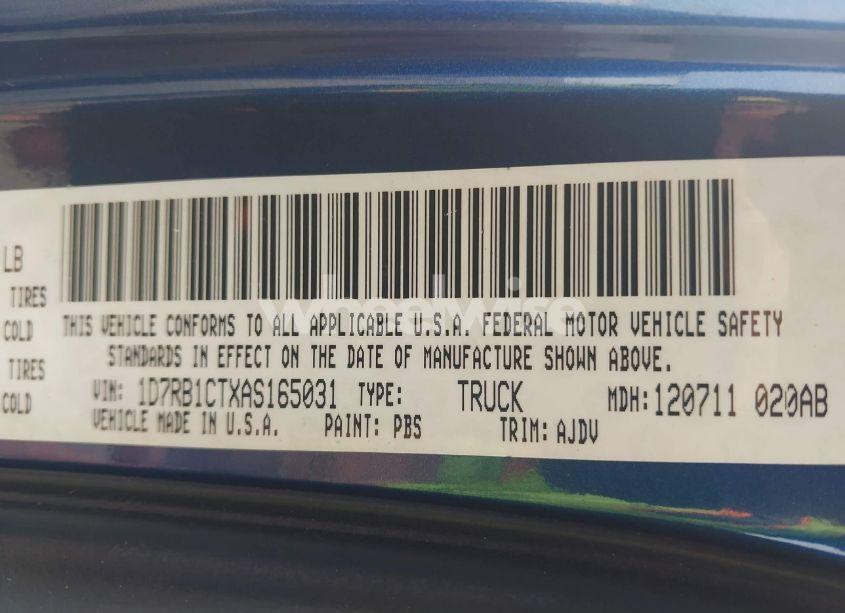 LB
TIRES
COLD
TIRES
COLD
wheelwise
THIS VEHICLE CONFORMS TO ALL APPLICABLE U.S.A. FEDERAL MOTOR VEHICLE SAFETY
STANDARDS IN EFFECT ON THE DATE OF MANUFACTURE SHOWN ABOVE.
VIN: 1D7RB1CTXAS165031 TYPE: TRUCK MDH: 120711 020AB
VEHICLE MADE IN U.S.A. PAINT: PBS TRIM: AJDV